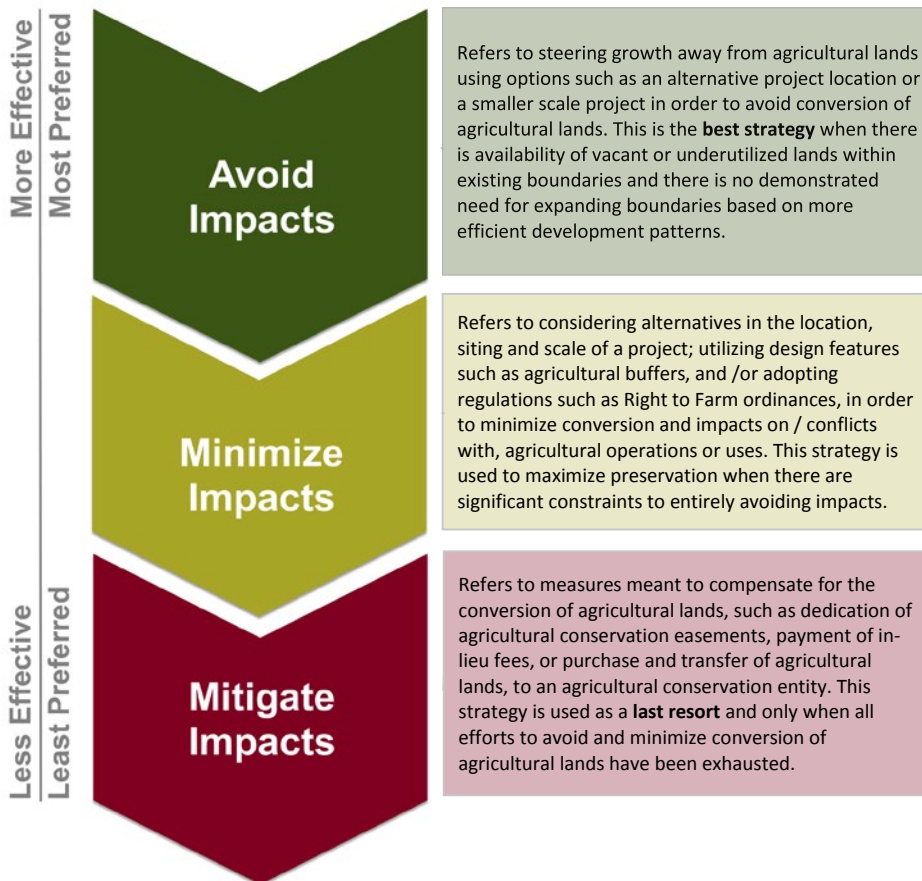 More Effective
Most Preferred
Avoid
Impacts
Refers to steering growth away from agricultural lands
using options such as an alternative project location or
a smaller scale project in order to avoid conversion of
agricultural lands. This is the best strategy when there
is availability of vacant or underutilized lands within
existing boundaries and there is no demonstrated
need for expanding boundaries based on more
efficient development patterns.
Minimize
Impacts
Refers to considering alternatives in the location,
siting and scale of a project; utilizing design features
such as agricultural buffers, and /or adopting
regulations such as Right to Farm ordinances, in order
to minimize conversion and impacts on / conflicts
with, agricultural operations or uses. This strategy is
used to maximize preservation when there are
significant constraints to entirely avoiding impacts.
Less Effective
Least Preferred
Mitigate
Impacts
Refers to measures meant to compensate for the
conversion of agricultural lands, such as dedication of
agricultural conservation easements, payment of in-
lieu fees, or purchase and transfer of agricultural
lands, to an agricultural conservation entity. This
strategy is used as a last resort and only when all
efforts to avoid and minimize conversion of
agricultural lands have been exhausted.